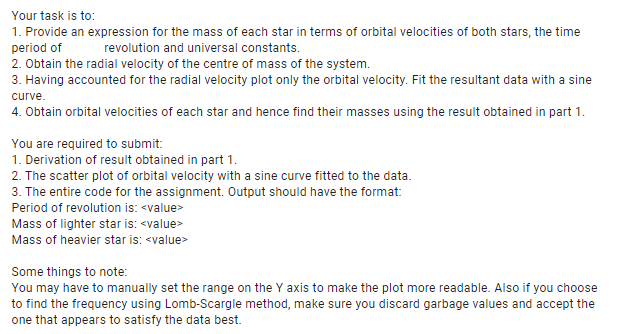 Your task is to:
1. Provide an expression for the mass of each star in terms of orbital velocities of both stars, the time
period of revolution and universal constants.
2. Obtain the radial velocity of the centre of mass of the system.
3. Having accounted for the radial velocity plot only the orbital velocity. Fit the resultant data with a sine
curve.
4. Obtain orbital velocities of each star and hence find their masses using the result obtained in part 1.
You are required to submit:
1. Derivation of result obtained in part 1.
2. The scatter plot of orbital velocity with a sine curve fitted to the data.
3. The entire code for the assignment. Output should have the format:
Period of revolution is: <value>
Mass of lighter star is: <value>
Mass of heavier star is: <value>
Some things to note:
You may have to manually set the range on the Y axis to make the plot more readable. Also if you choose
to find the frequency using Lomb-Scargle method, make sure you discard garbage values and accept the
one that appears to satisfy the data best.